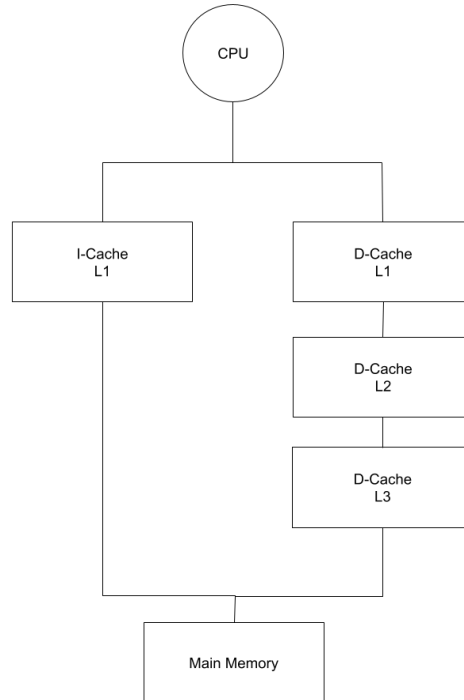 CPU
I-Cache
L1
D-Cache
L1
D-Cache
L2
D-Cache
L3
Main Memory